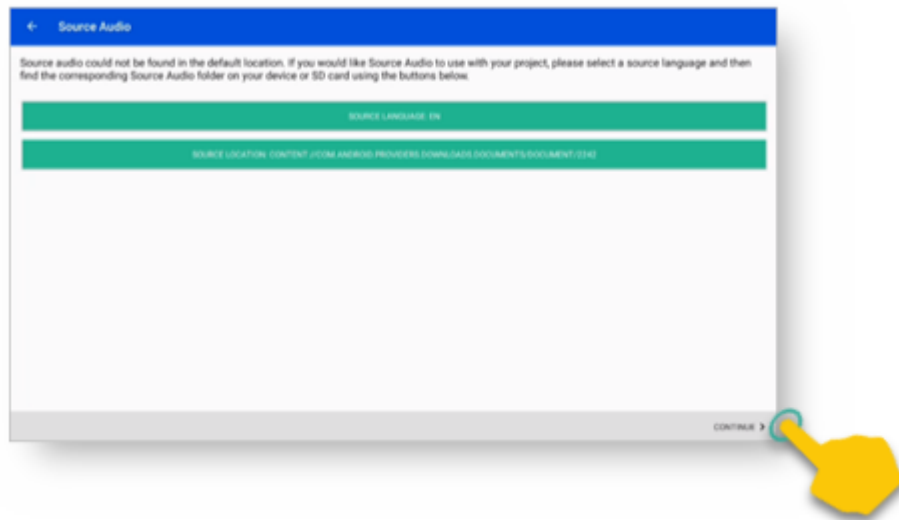 Source Audio
Source audio could not be found in the default location. If you would like Source Audio to use with your project, please select a source language and then
find the corresponding Source Audio folder on your device or SD card using the buttons below.
SOURCE LANGUAGE: EN
SOURCE LOCATION: CONTENT://COM.ANDROID.PROVIDERS.DOWNLOADS.DOCUMENTS/DOCUMENT/2242
CONTINUE